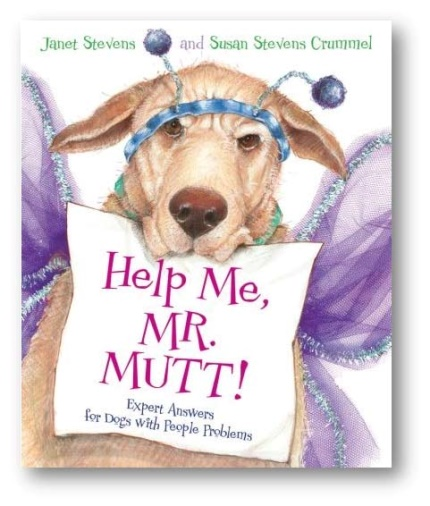 Janet Stevens and Susan Stevens Crummel
Help Me,
MR.
MUTT!
Expert Answers
for Dogs with People Problems